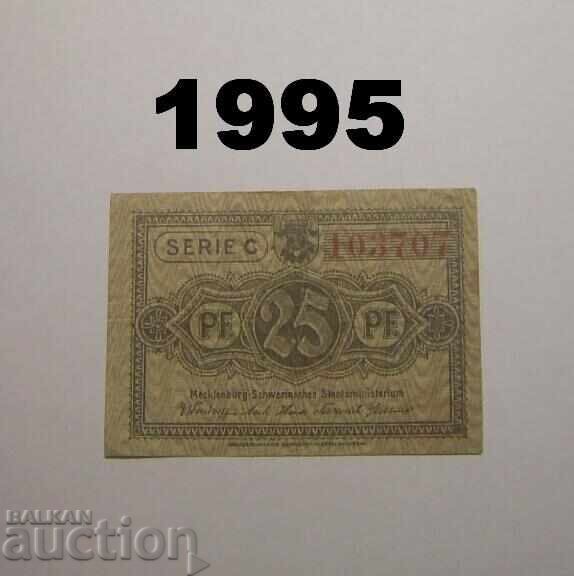 1995
SERIE C 103707
PF 25 PF
Mecklenburg-Schwerinsches Staatsministerium
BALKAN
auction